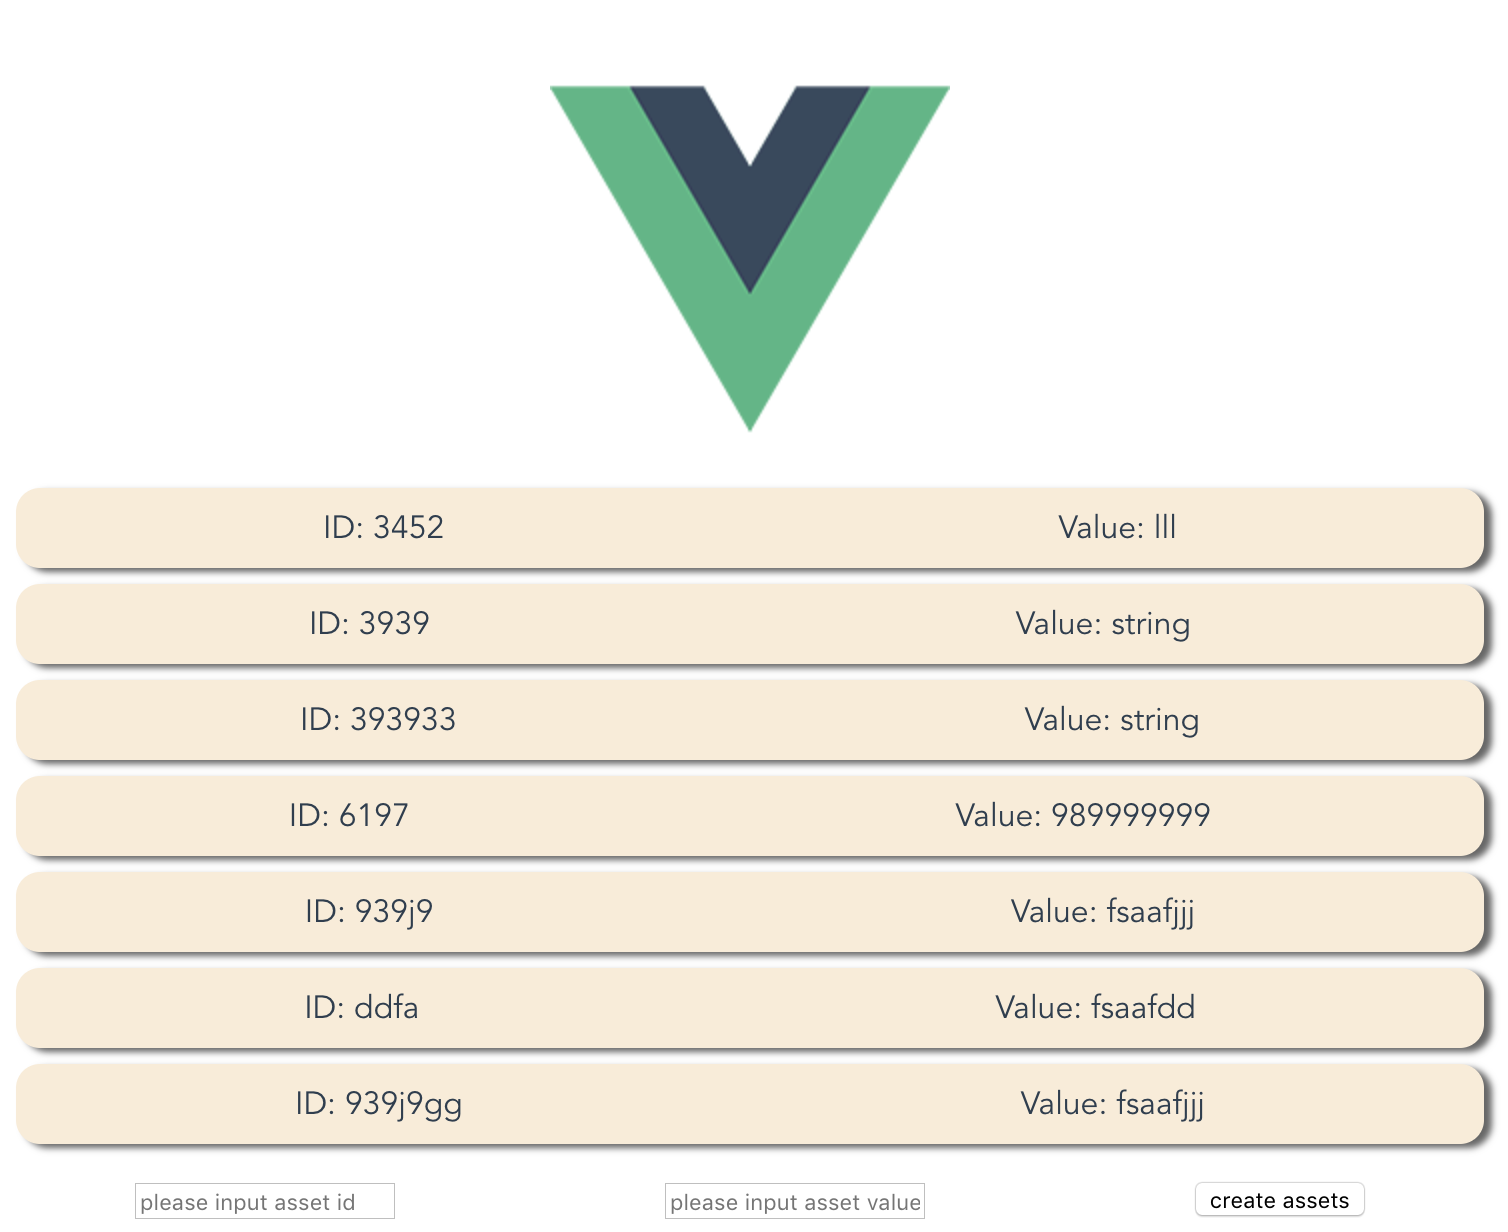 ID: 3452 Value: lll
ID: 3939 Value: string
ID: 393933 Value: string
ID: 6197 Value: 989999999
ID: 939j9 Value: fsaafjjj
ID: ddfa Value: fsaafdd
ID: 939j9gg Value: fsaafjjj
please input asset id please input asset value create assets